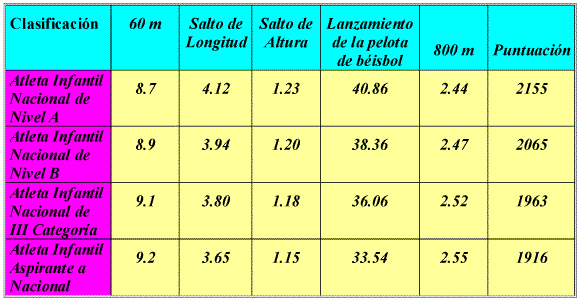 Clasificación 60 m Salto de Longitud Salto de Altura Lanzamiento de la pelota de béisbol 800 m Puntuación
Atleta Infantil Nacional de Nivel A 8.7 4.12 1.23 40.86 2.44 2155
Atleta Infantil Nacional de Nivel B 8.9 3.94 1.20 38.36 2.47 2065
Atleta Infantil Nacional de III Categoría 9.1 3.80 1.18 36.06 2.52 1963
Atleta Infantil Aspirante a Nacional 9.2 3.65 1.15 33.54 2.55 1916